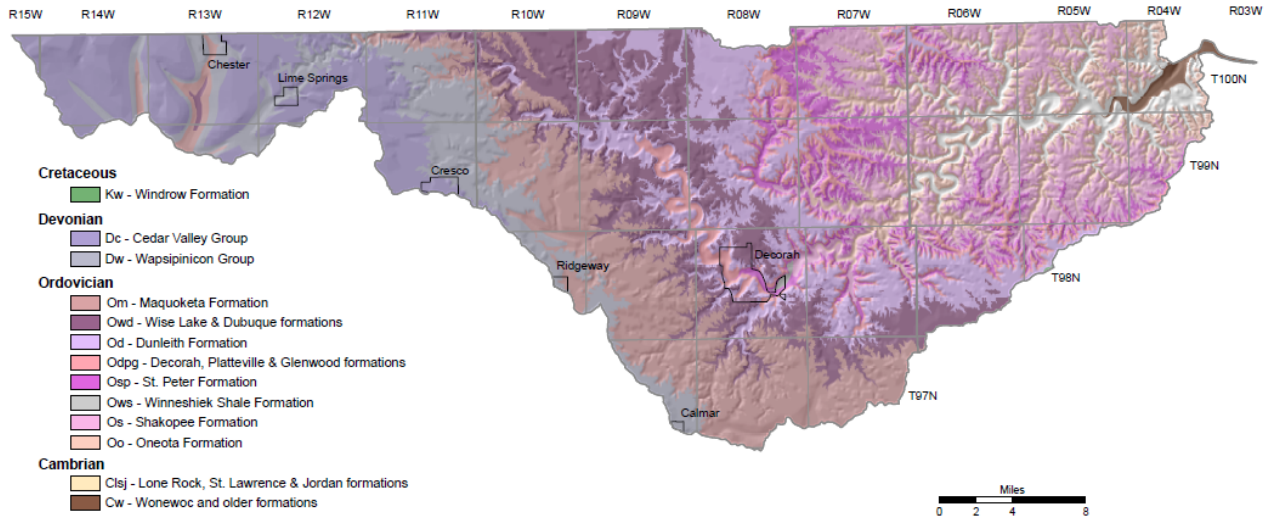 R15W R14W R13W R12W R11W R10W R09W R08W R07W R06W R05W R04W R03W
Chester
Lime Springs
T100N
T99N
Cresco
Decorah
Ridgeway
T98N
T97N
Calmar
Cretaceous
Kw - Windrow Formation
Devonian
Dc - Cedar Valley Group
Dw - Wapsipinicon Group
Ordovician
Om - Maquoketa Formation
Owd - Wise Lake & Dubuque formations
Od - Dunleith Formation
Odpg - Decorah, Platteville & Glenwood formations
Osp - St. Peter Formation
Ows - Winneshiek Shale Formation
Os - Shakopee Formation
Oo - Oneota Formation
Cambrian
Clsj - Lone Rock, St. Lawrence & Jordan formations
Cw - Wonewoc and older formations
Miles
0 2 4 8